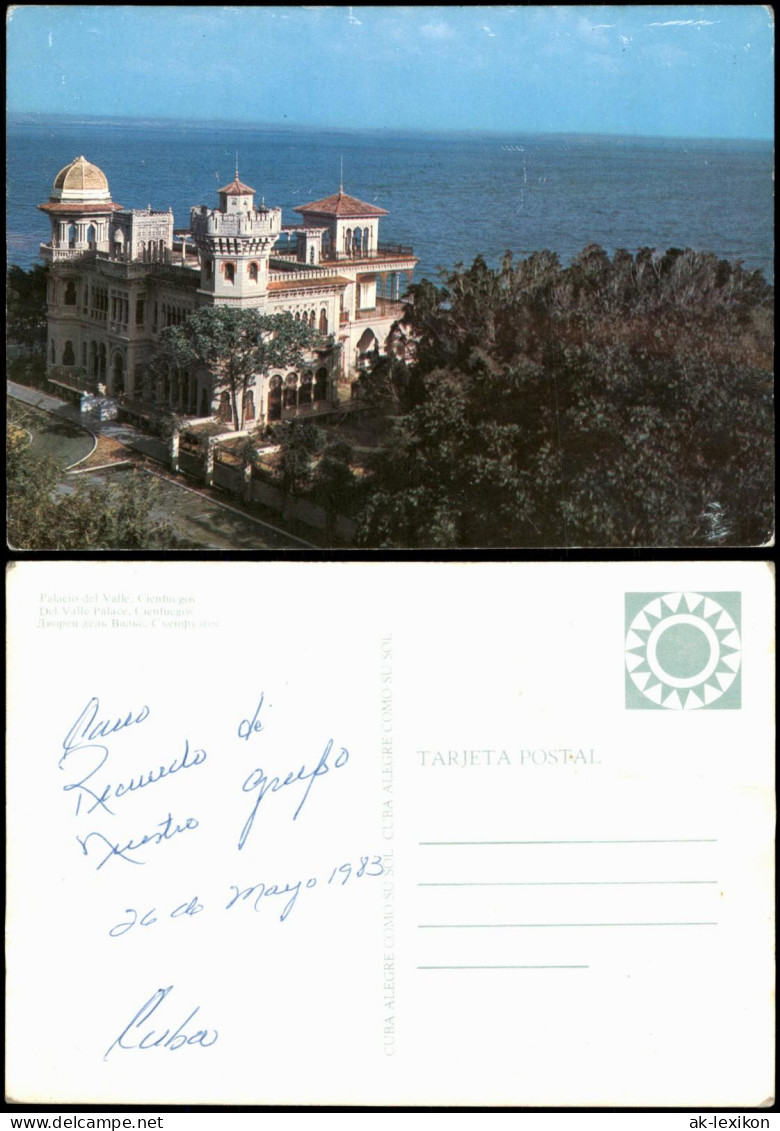 Palacio del Valle, Cienfuegos
Del Valle Palace, Cienfuegos
Дворец дель Валье,
Recuerdo de
Nuestro grupo
26 de Mayo 1983
Cuba
CUBA ALEGRE COMO SU SOL. CUBA ALEGRE COMO SU SOL
TARJETA POSTAL
www.ak-ansichtskarten.de
ak-lexikon